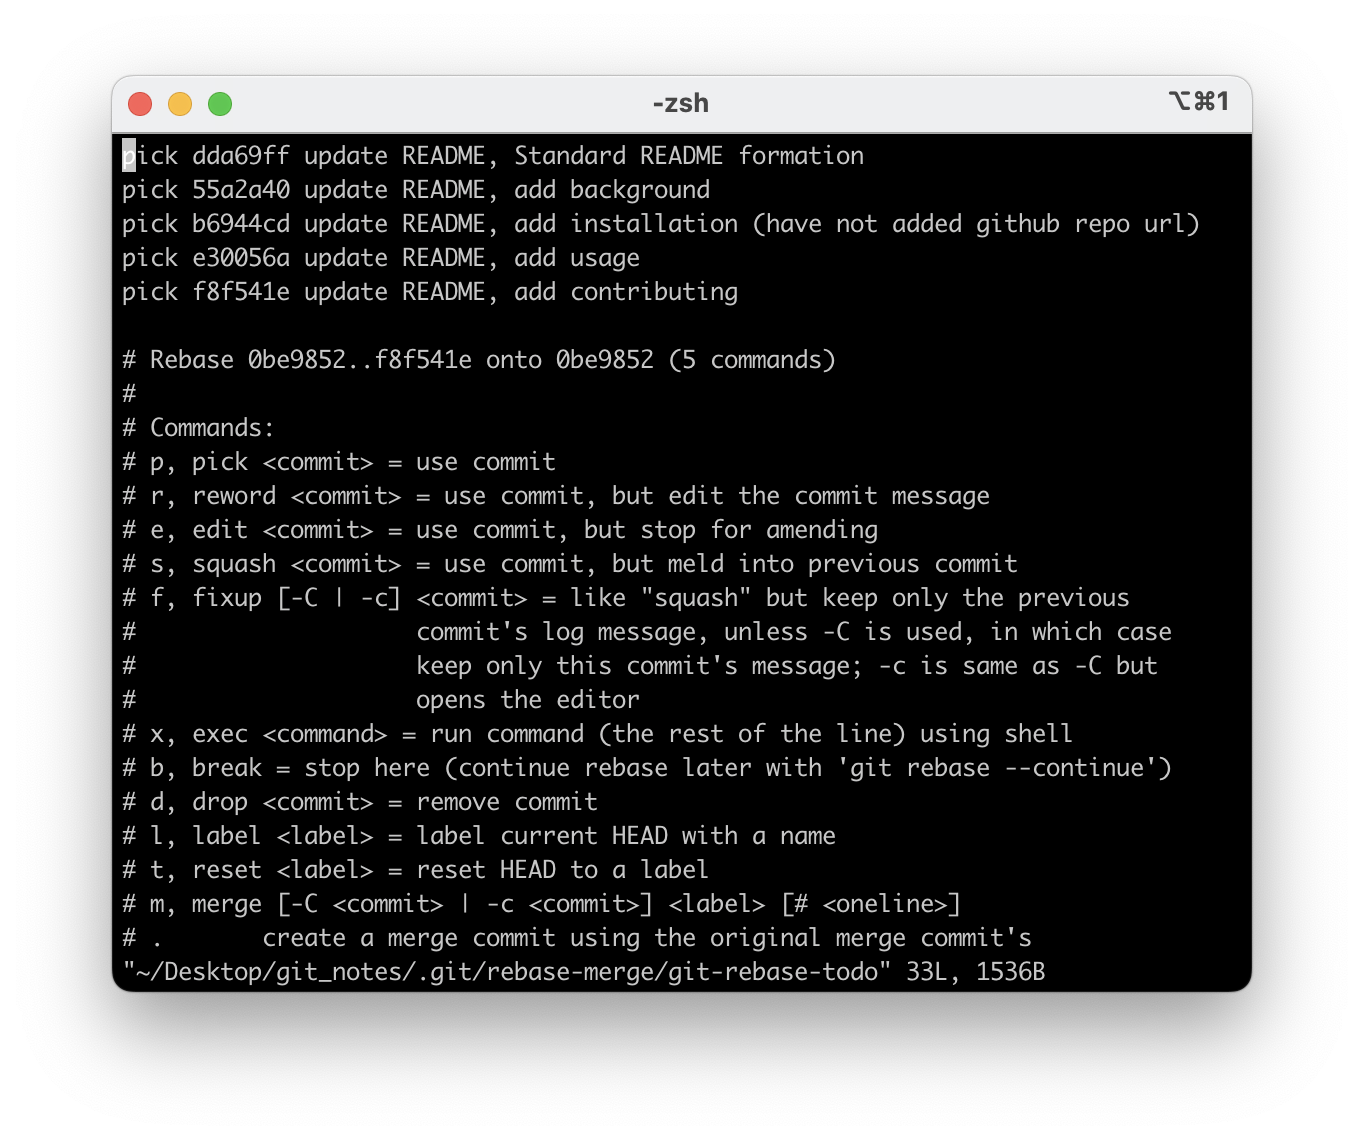 -zsh
⌥⌘1
pick dda69ff update README, Standard README formation
pick 55a2a40 update README, add background
pick b6944cd update README, add installation (have not added github repo url)
pick e30056a update README, add usage
pick f8f541e update README, add contributing
# Rebase 0be9852..f8f541e onto 0be9852 (5 commands)
#
# Commands:
# p, pick <commit> = use commit
# r, reword <commit> = use commit, but edit the commit message
# e, edit <commit> = use commit, but stop for amending
# s, squash <commit> = use commit, but meld into previous commit
# f, fixup [-C | -c] <commit> = like "squash" but keep only the previous
#                    commit's log message, unless -C is used, in which case
#                    keep only this commit's message; -c is same as -C but
#                    opens the editor
# x, exec <command> = run command (the rest of the line) using shell
# b, break = stop here (continue rebase later with 'git rebase --continue')
# d, drop <commit> = remove commit
# l, label <label> = label current HEAD with a name
# t, reset <label> = reset HEAD to a label
# m, merge [-C <commit> | -c <commit>] <label> [# <oneline>]
# .       create a merge commit using the original merge commit's
"~/Desktop/git_notes/.git/rebase-merge/git-rebase-todo" 33L, 1536B